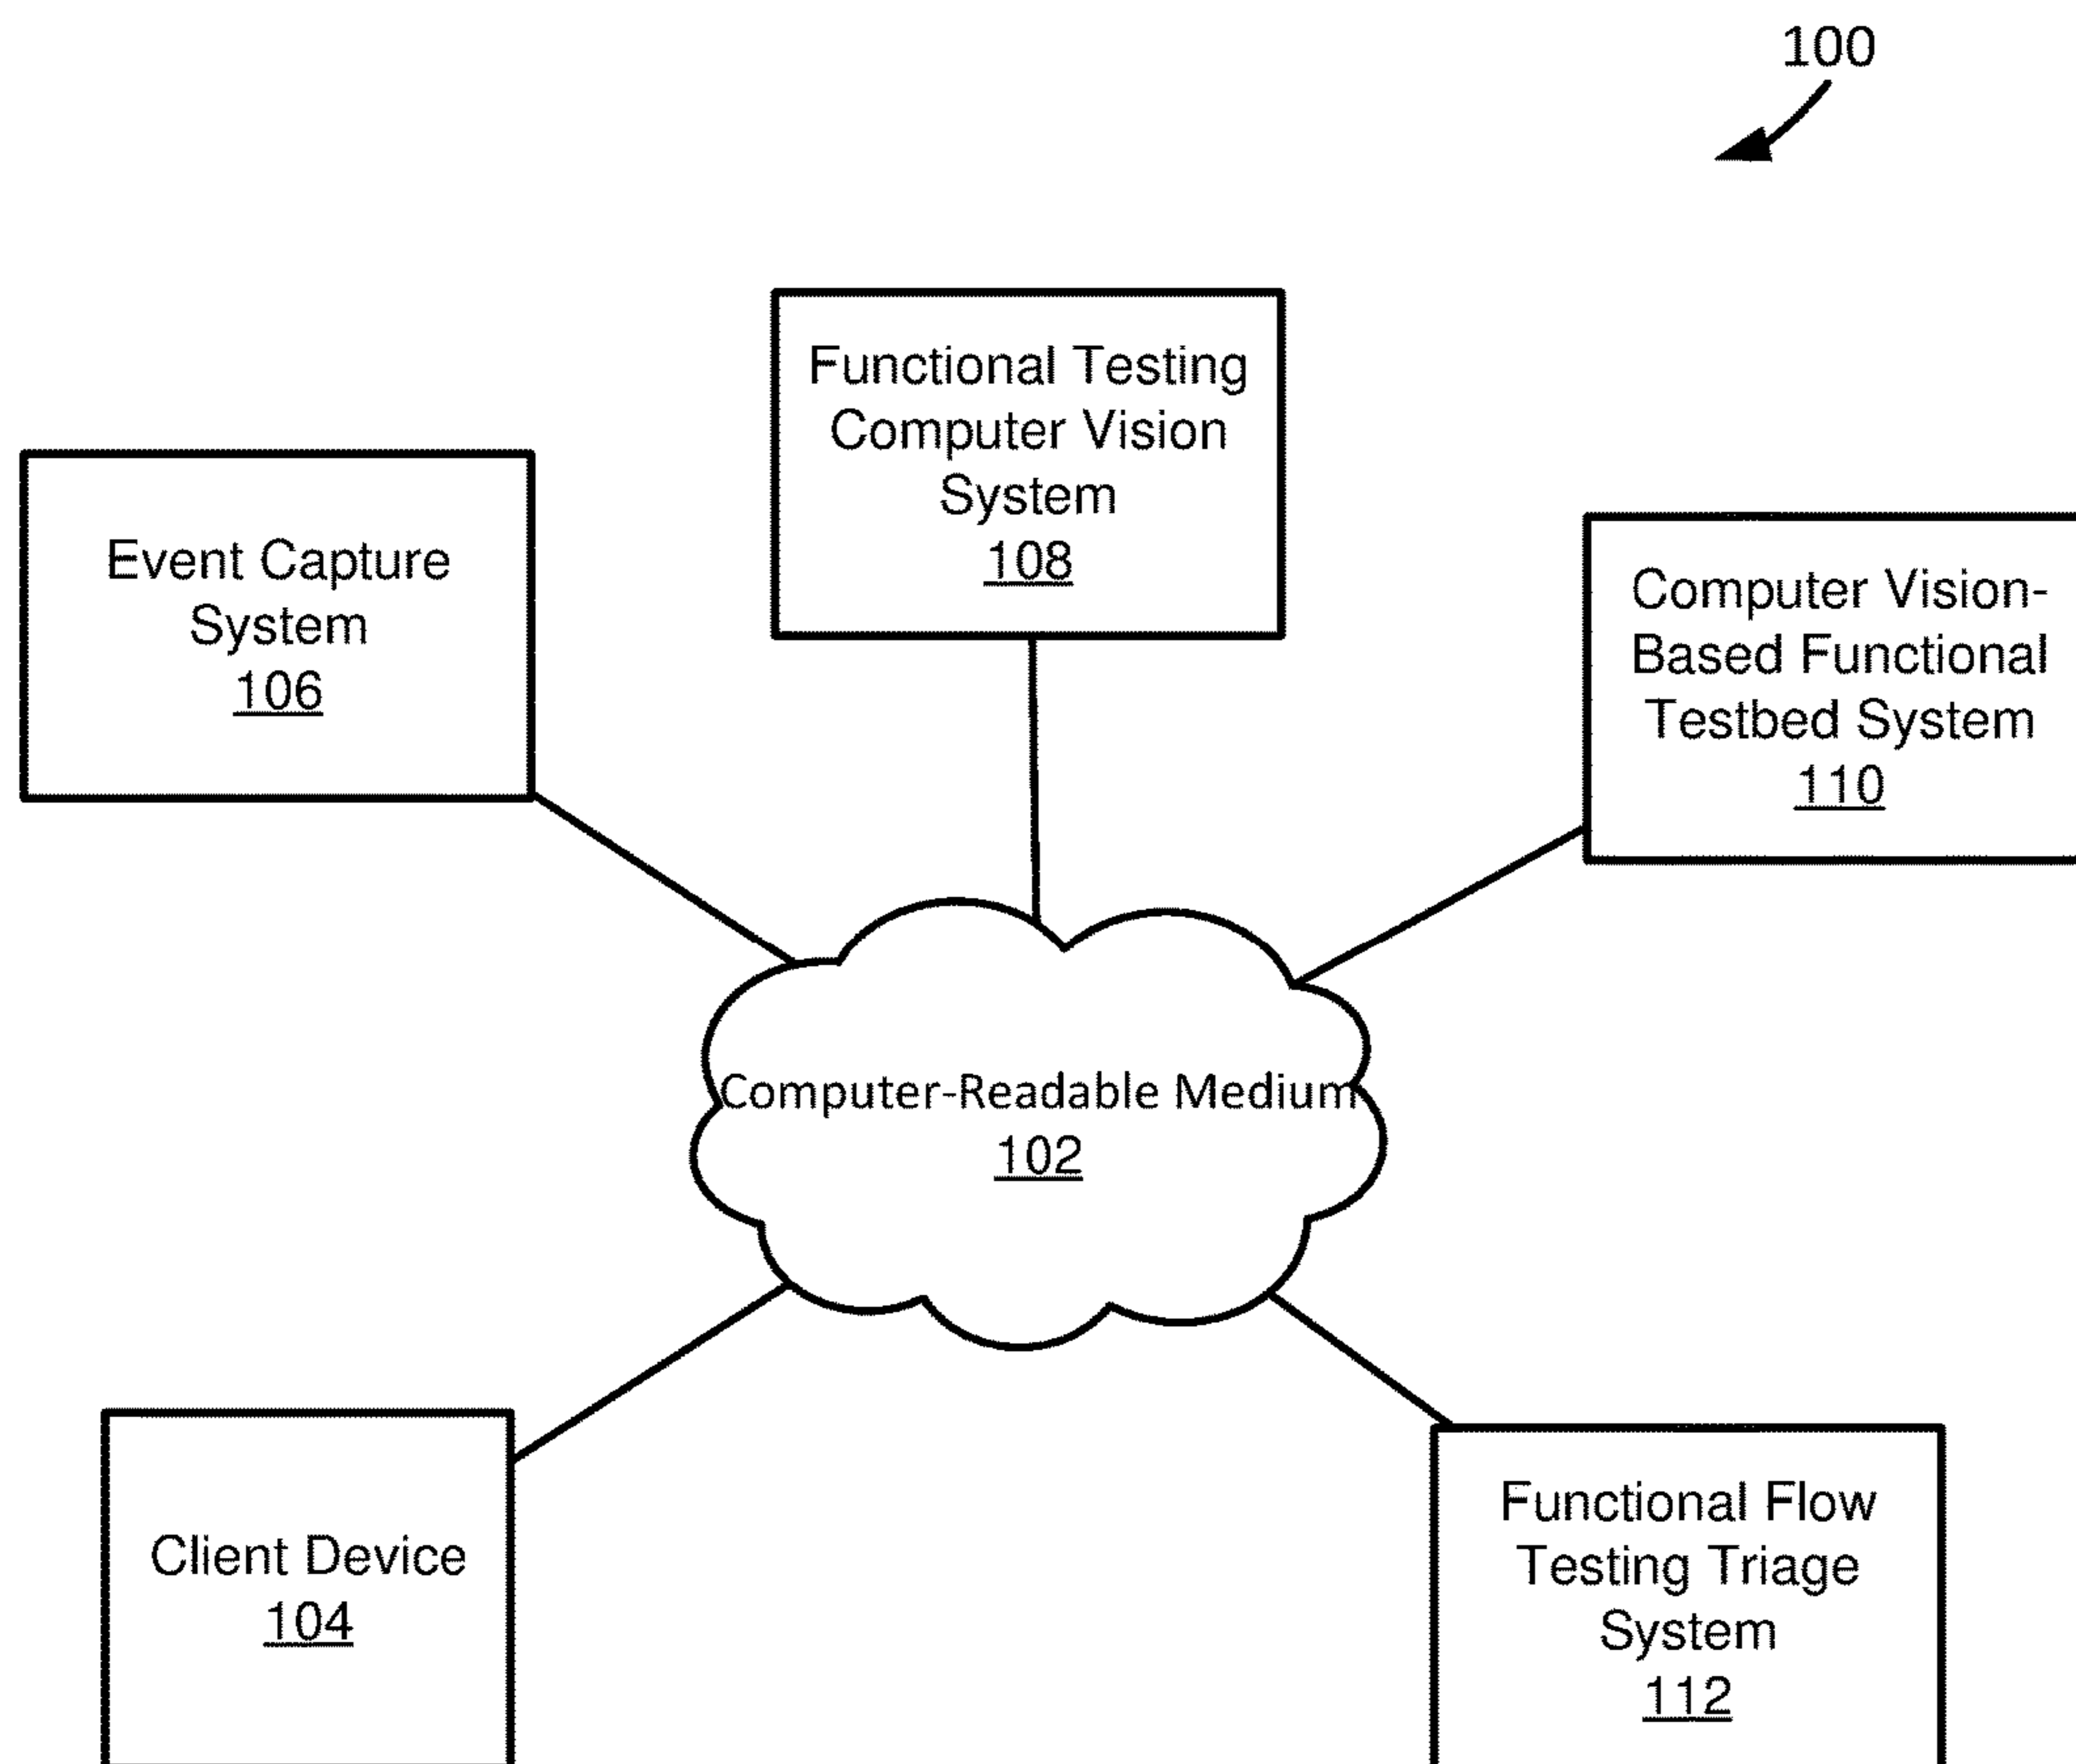 100
Functional Testing
Computer Vision
System
108
Event Capture
System
106
Computer Vision-
Based Functional
Testbed System
110
Computer-Readable Medium
102
Client Device
104
Functional Flow
Testing Triage
System
112